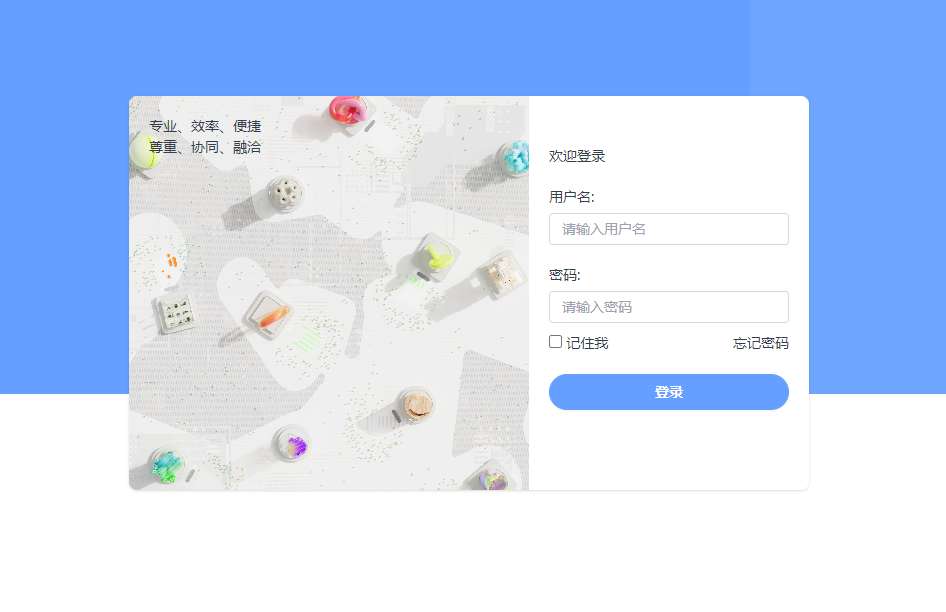 专业、效率、便捷
尊重、协同、融洽
欢迎登录
用户名:
请输入用户名
密码:
请输入密码
记住我 忘记密码
登录